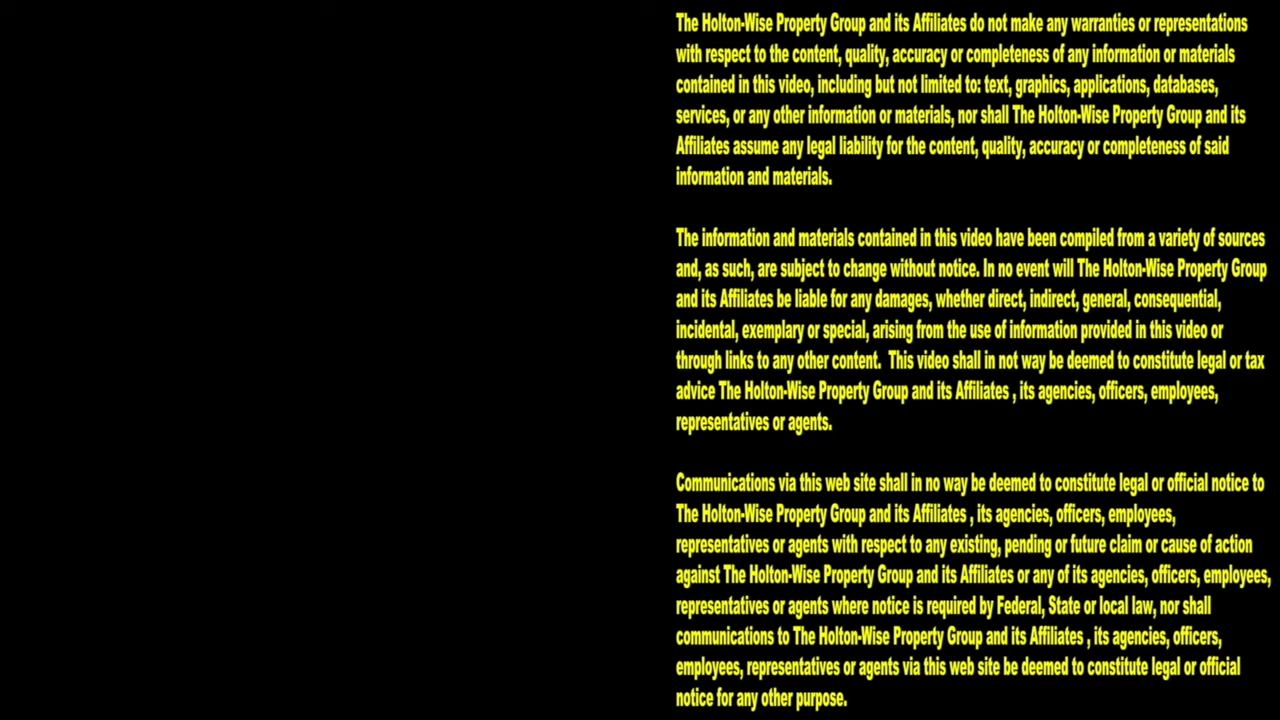 The Holton-Wise Property Group and its Affiliates do not make any warranties or representations
with respect to the content, quality, accuracy or completeness of any information or materials
contained in this video, including but not limited to: text, graphics, applications, databases,
services, or any other information or materials, nor shall The Holton-Wise Property Group and its
Affiliates assume any legal liability for the content, quality, accuracy or completeness of said
information and materials.
The information and materials contained in this video have been compiled from a variety of sources
and, as such, are subject to change without notice. In no event will The Holton-Wise Property Group
and its Affiliates be liable for any damages, whether direct, indirect, general, consequential,
incidental, exemplary or special, arising from the use of information provided in this video or
through links to any other content.  This video shall in not way be deemed to constitute legal or tax
advice The Holton-Wise Property Group and its Affiliates , its agencies, officers, employees,
representatives or agents.
Communications via this web site shall in no way be deemed to constitute legal or official notice to
The Holton-Wise Property Group and its Affiliates , its agencies, officers, employees,
representatives or agents with respect to any existing, pending or future claim or cause of action
against The Holton-Wise Property Group and its Affiliates or any of its agencies, officers, employees,
representatives or agents where notice is required by Federal, State or local law, nor shall
communications to The Holton-Wise Property Group and its Affiliates , its agencies, officers,
employees, representatives or agents via this web site be deemed to constitute legal or official
notice for any other purpose.